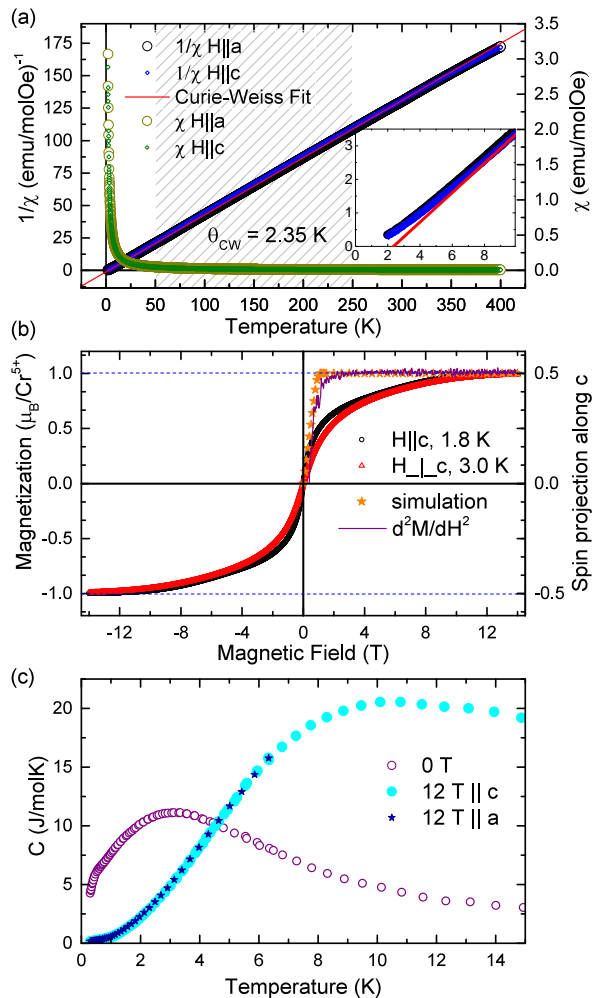 (a)
1/χ (emu/molOe)⁻¹
175
150
125
100
75
50
25
0
1/χ H||a
1/χ H||c
Curie-Weiss Fit
χ H||a
χ H||c
θCW = 2.35 K
3
2
1
0
0 2 4 6 8
3.5
3.0
2.5
2.0
1.5
1.0
0.5
0.0
χ (emu/molOe)
0 50 100 150 200 250 300 350 400
Temperature (K)
(b)
Magnetization (μB/Cr⁵⁺)
1.0
0.5
0.0
-0.5
-1.0
H||c, 1.8 K
H_|_c, 3.0 K
simulation
d²M/dH²
0.5
0.0
-0.5
Spin projection along c
-12 -8 -4 0 4 8 12
Magnetic Field (T)
(c)
C (J/molK)
20
15
10
5
0
0 T
12 T || c
12 T || a
0 2 4 6 8 10 12 14
Temperature (K)